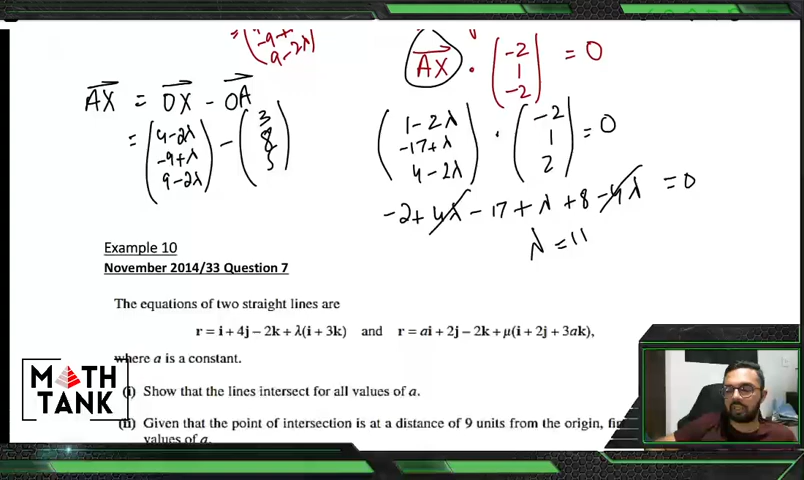 = ( -9+
9-2λ )
AX · ( -2
1
-2 ) = 0
AX = OX - OA
= ( 4-2λ
-9+λ
9-2λ ) - ( 3
8
5 )
( 1-2λ
-17+λ
4-2λ ) · ( -2
1
2 ) = 0
-2+4λ-17+λ+8-4λ = 0
λ = 11
Example 10
November 2014/33 Question 7
The equations of two straight lines are
r = i + 4j − 2k + λ(i + 3k) and r = ai + 2j − 2k + μ(i + 2j + 3ak),
where a is a constant.
(i) Show that the lines intersect for all values of a.
(ii) Given that the point of intersection is at a distance of 9 units from the origin,
values of a.
MATH
TANK